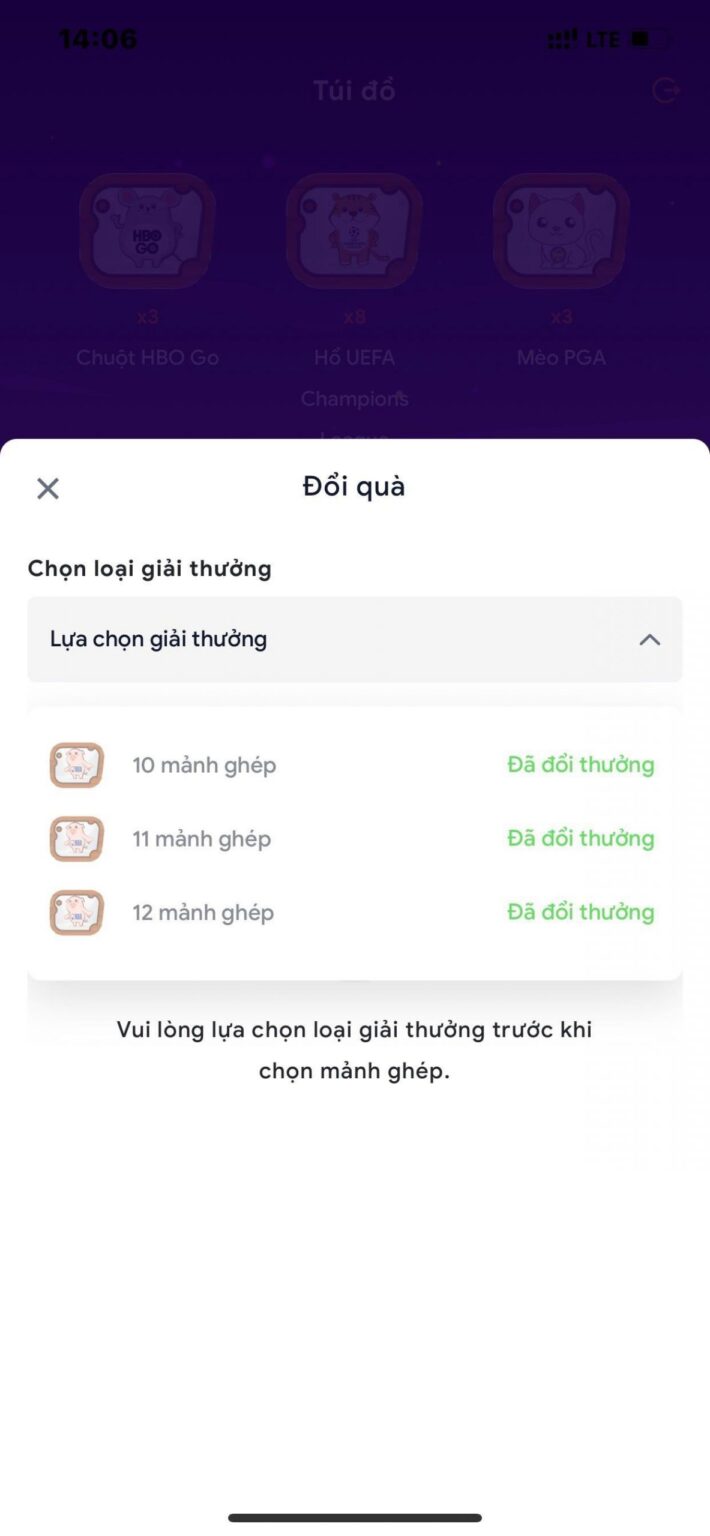 14:06
LTE
Túi đồ
HBO
GO
x3
x8
x3
Chuột HBO Go
Hổ UEFA
Mèo PGA
Champions
League
Đổi quà
Chọn loại giải thưởng
Lựa chọn giải thưởng
10 mảnh ghép
Đã đổi thưởng
11 mảnh ghép
Đã đổi thưởng
12 mảnh ghép
Đã đổi thưởng
Vui lòng lựa chọn loại giải thưởng trước khi
chọn mảnh ghép.